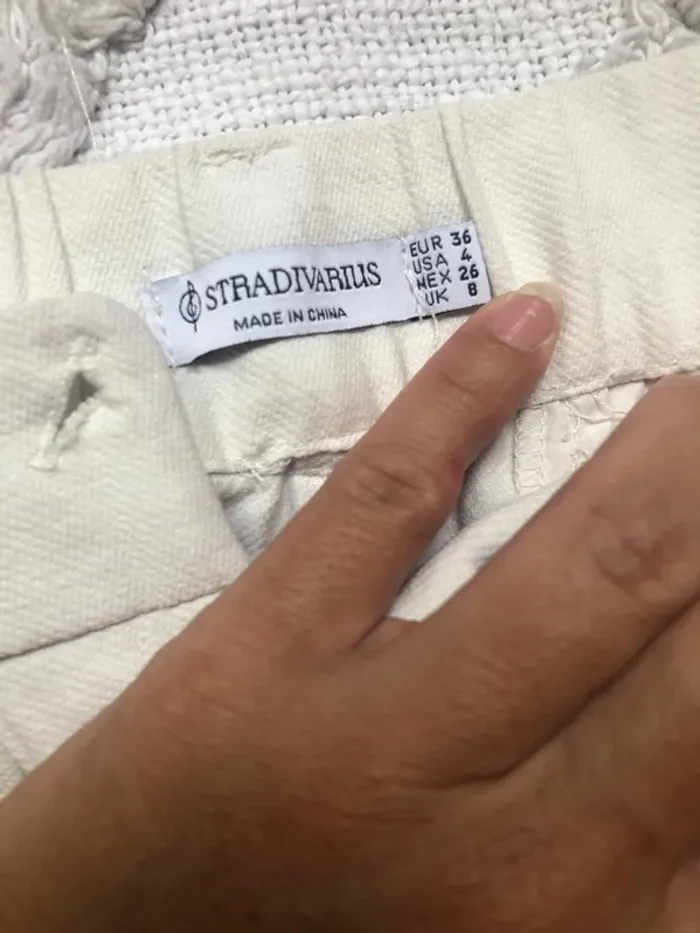 STRADIVARIUS
MADE IN CHINA
EUR 36
USA 4
MEX 26
UK 8